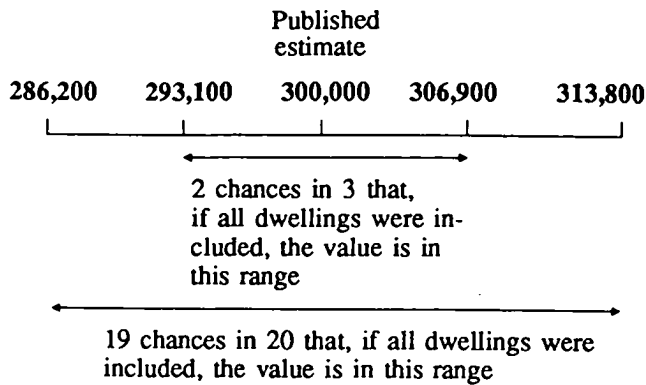 Published
estimate
286,200 293,100 300,000 306,900 313,800
2 chances in 3 that,
if all dwellings were in-
cluded, the value is in
this range
19 chances in 20 that, if all dwellings were
included, the value is in this range